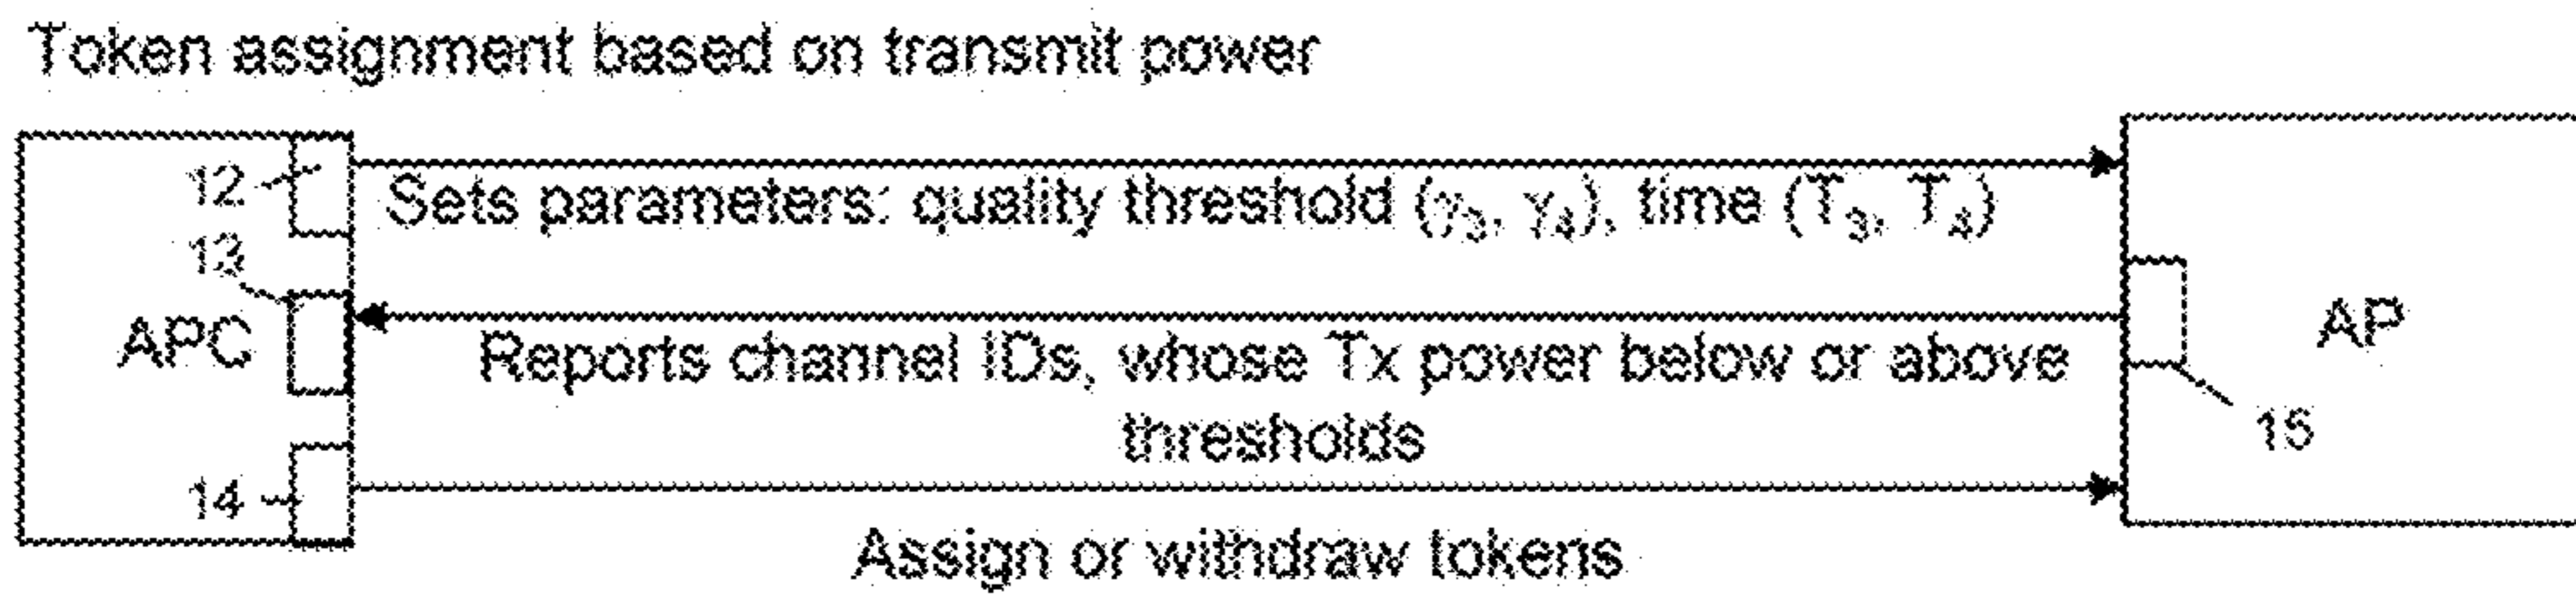 Token assignment based on transmit power
12
Sets parameters: quality threshold (γ₃, γ₄), time (T₃, T₄)
13
APC
Reports channel IDs, whose Tx power below or above
thresholds
AP
15
14
Assign or withdraw tokens